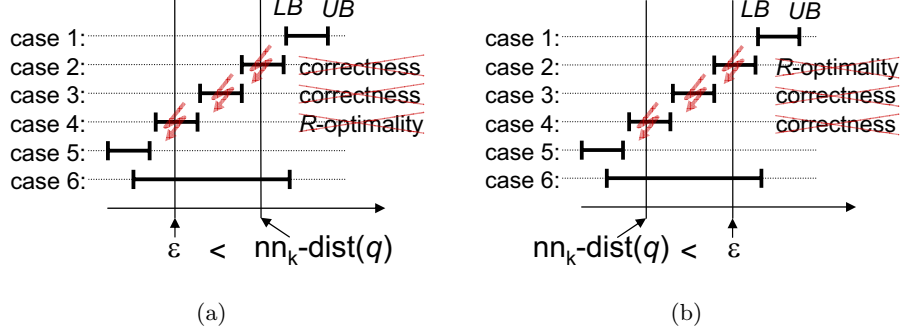 LB UB
case 1:
case 2: correctness
case 3: correctness
case 4: R-optimality
case 5:
case 6:
ε < nnk-dist(q)
(a)
LB UB
case 1:
case 2: R-optimality
case 3: correctness
case 4: correctness
case 5:
case 6:
nnk-dist(q) < ε
(b)